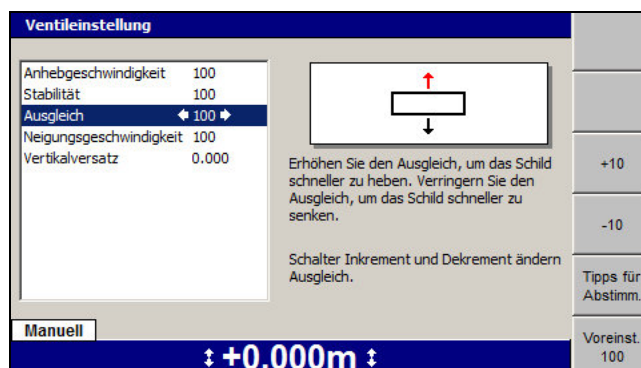 Ventileinstellung
Anhebgeschwindigkeit 100
Stabilität 100
Ausgleich 100
Neigungsgeschwindigkeit 100
Vertikalversatz 0.000
Erhöhen Sie den Ausgleich, um das Schild
schneller zu heben. Verringern Sie den
Ausgleich, um das Schild schneller zu
senken.
Schalter Inkrement und Dekrement ändern
Ausgleich.
+10
-10
Tipps für
Abstimm.
Voreinst.
100
Manuell
+0.000m